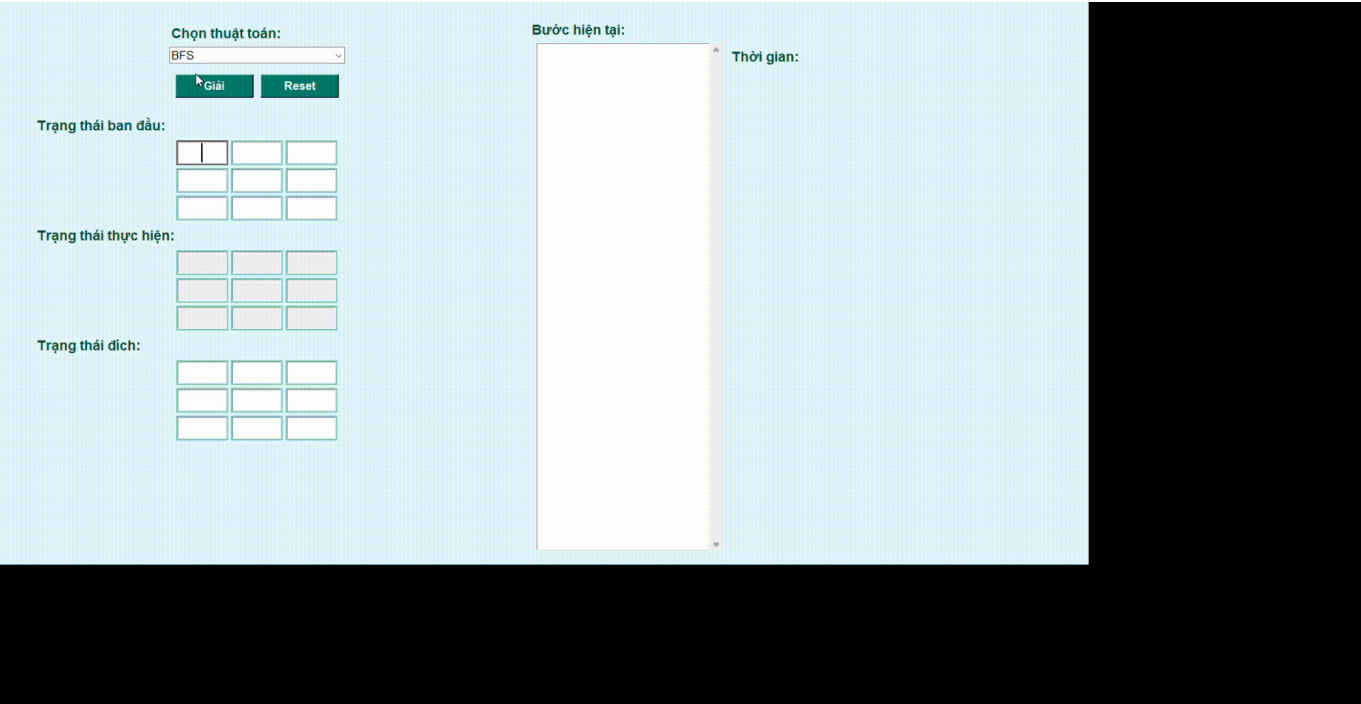 Chọn thuật toán:
BFS
Giải
Reset
Trạng thái ban đầu:
Trạng thái thực hiện:
Trạng thái đích:
Bước hiện tại:
Thời gian: